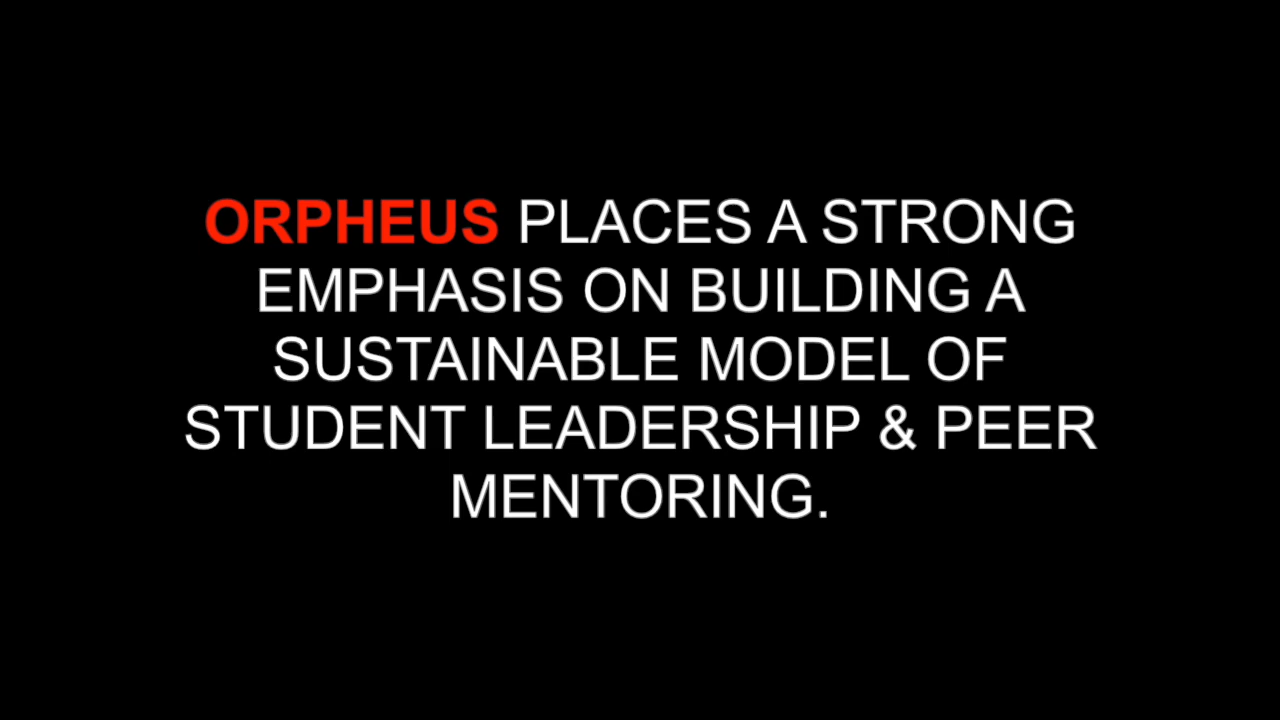 ORPHEUS PLACES A STRONG
EMPHASIS ON BUILDING A
SUSTAINABLE MODEL OF
STUDENT LEADERSHIP & PEER
MENTORING.